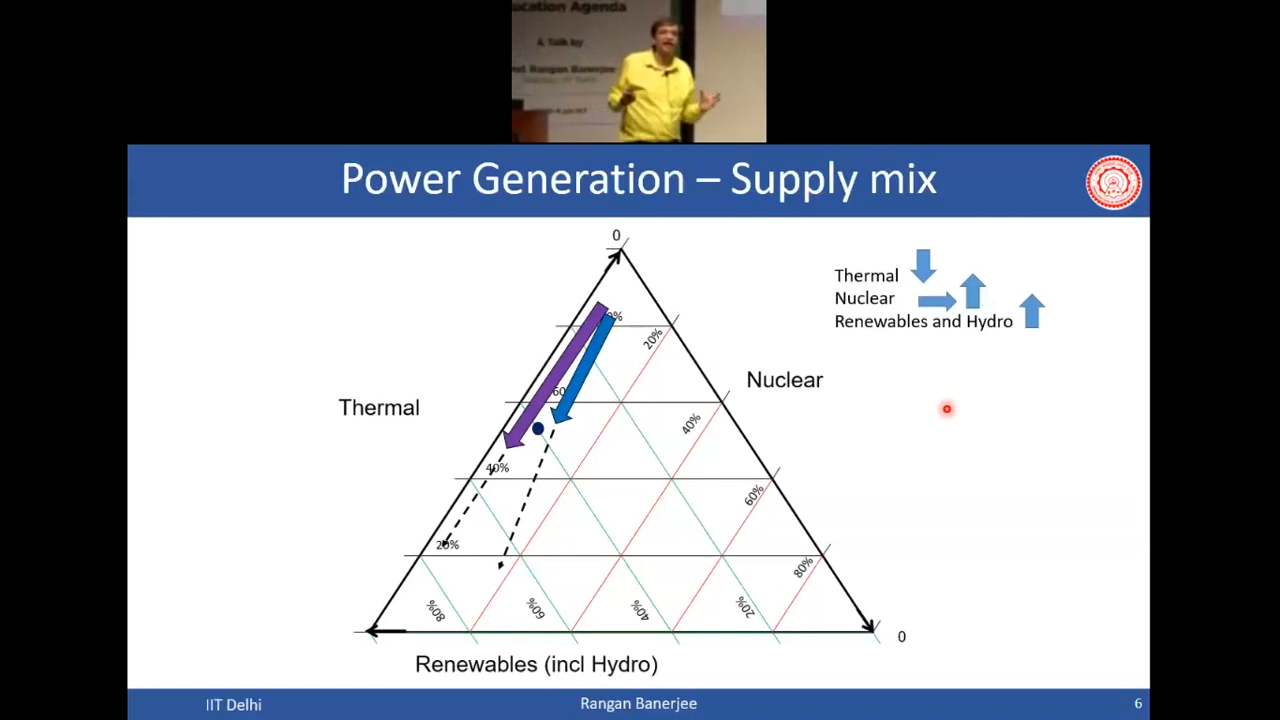 ucation Agenda
A Talk by
Rangan Banerjee
Power Generation – Supply mix
0
Thermal
Nuclear
Renewables and Hydro
20%
60
Nuclear
Thermal
40%
40%
60%
20%
80%
80%
60%
40%
20%
0
Renewables (incl Hydro)
IIT Delhi
Rangan Banerjee
6